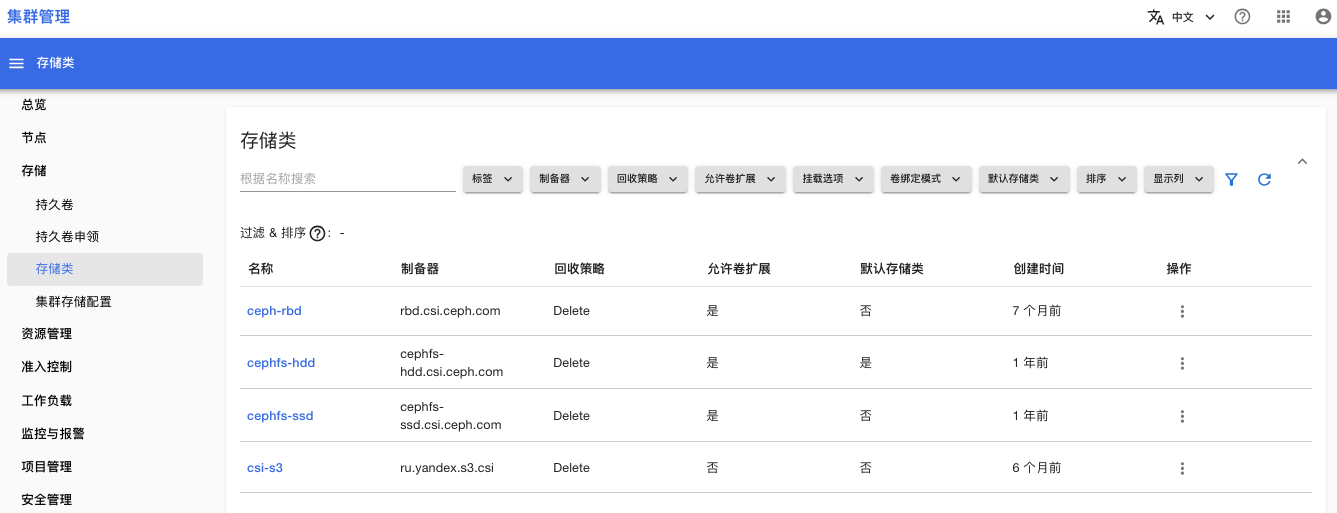 集群管理
中文
存储类
总览
节点
存储
持久卷
持久卷申领
存储类
集群存储配置
资源管理
准入控制
工作负载
监控与报警
项目管理
安全管理
存储类
根据名称搜索
标签 制备器 回收策略 允许卷扩展 挂载选项 卷绑定模式 默认存储类 排序 显示列
过滤 & 排序 ?: -
名称 制备器 回收策略 允许卷扩展 默认存储类 创建时间 操作
ceph-rbd rbd.csi.ceph.com Delete 是 否 7 个月前
cephfs-hdd cephfs-hdd.csi.ceph.com Delete 是 是 1 年前
cephfs-ssd cephfs-ssd.csi.ceph.com Delete 是 否 1 年前
csi-s3 ru.yandex.s3.csi Delete 否 否 6 个月前